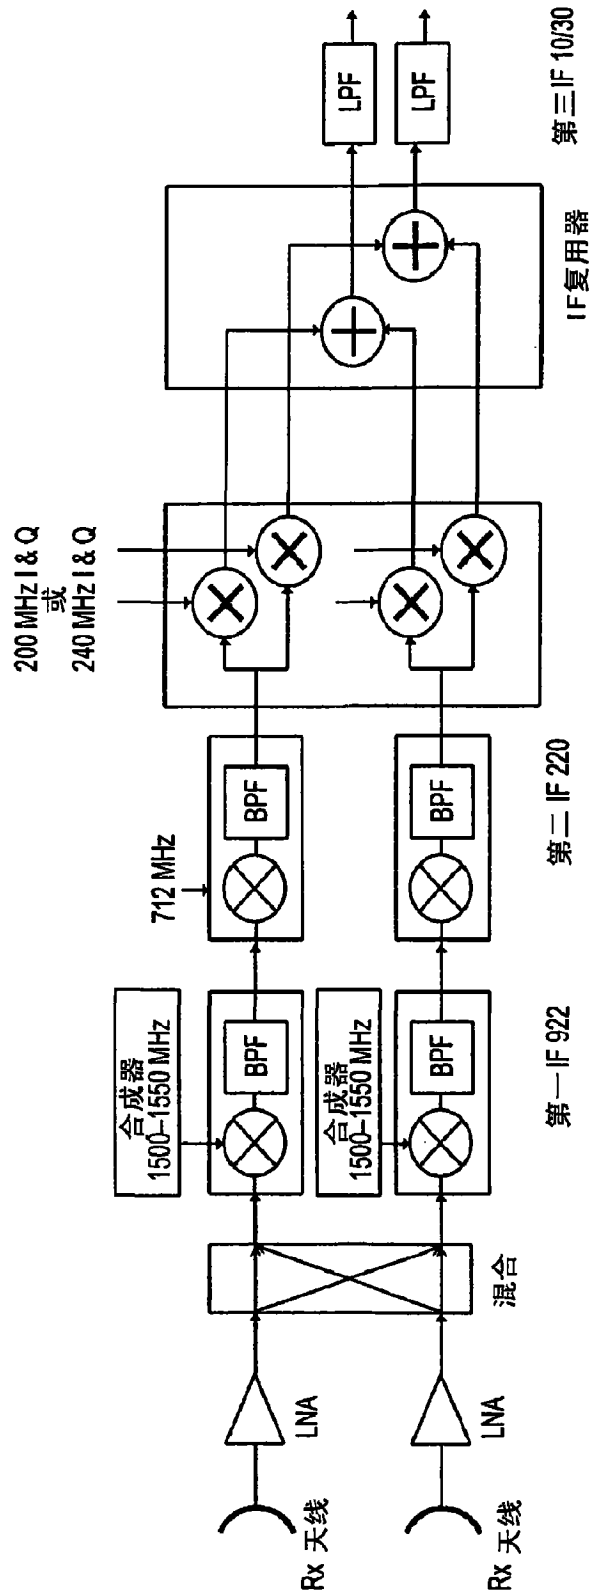 Rx 天线
Rx 天线
LNA
LNA
混合
合成器
1500–1550 MHz
合成器
1500–1550 MHz
BPF
BPF
第一 IF 922
712 MHz
BPF
BPF
第二 IF 220
200 MHz I & Q
或
240 MHz I & Q
IF复用器
LPF
LPF
第三 IF 10/30